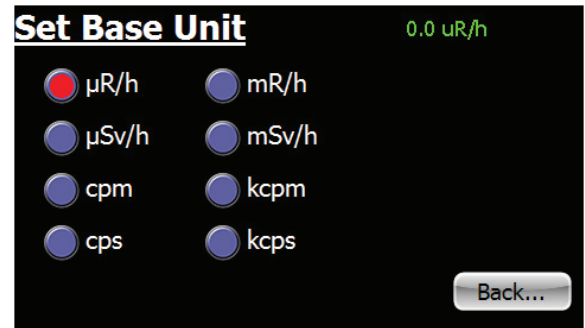 Set Base Unit 0.0 uR/h
µR/h mR/h
µSv/h mSv/h
cpm kcpm
cps kcps
Back...